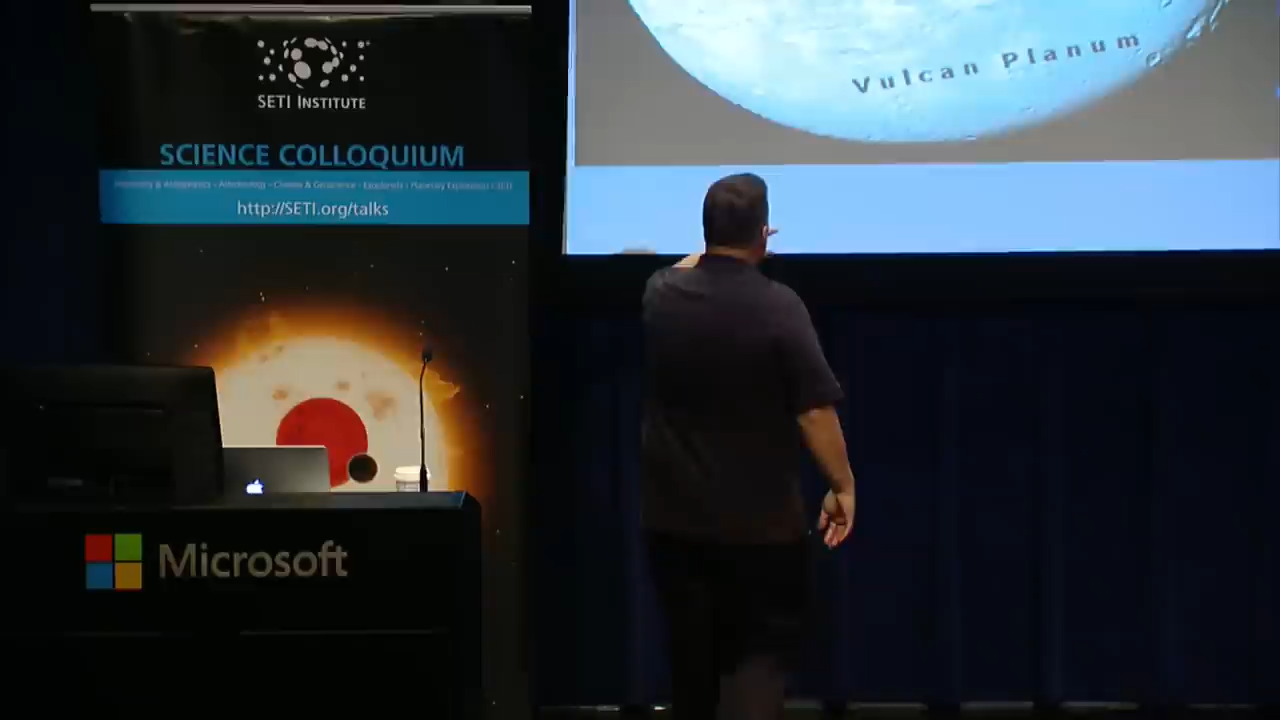 SETI INSTITUTE
SCIENCE COLLOQUIUM
http://SETI.org/talks
Vulcan Planum
Microsoft